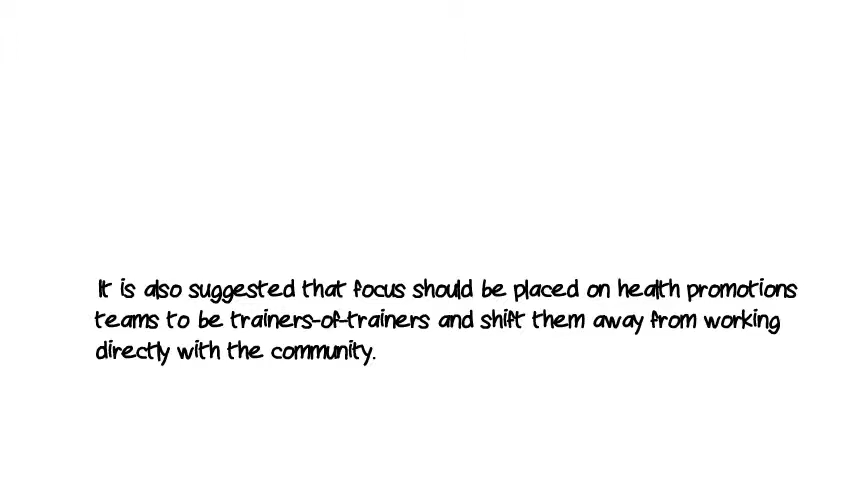 It is also suggested that focus should be placed on health promotions
teams to be trainers-of-trainers and shift them away from working
directly with the community.